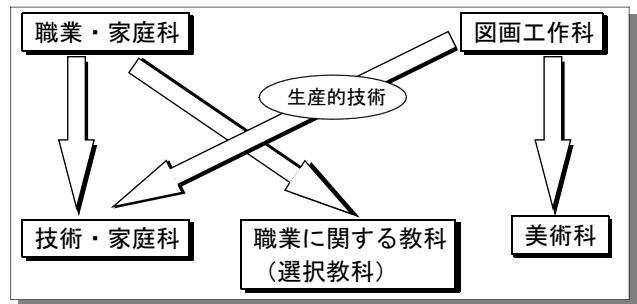 職業・家庭科
図画工作科
生産的技術
技術・家庭科
職業に関する教科
（選択教科）
美術科